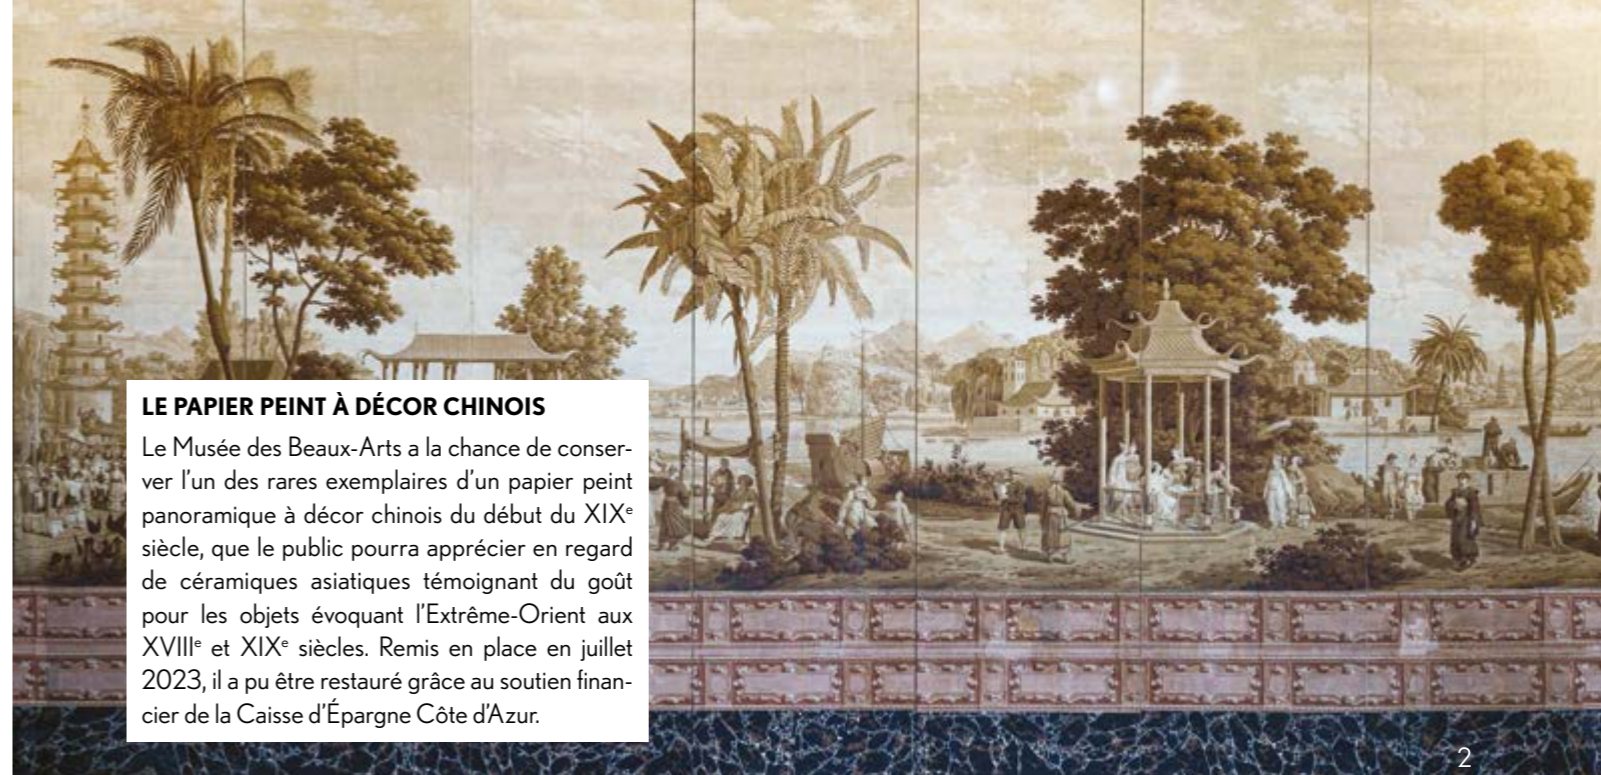 LE PAPIER PEINT À DÉCOR CHINOIS
Le Musée des Beaux-Arts a la chance de conser-
ver l'un des rares exemplaires d'un papier peint
panoramique à décor chinois du début du XIXᵉ
siècle, que le public pourra apprécier en regard
de céramiques asiatiques témoignant du goût
pour les objets évoquant l'Extrême-Orient aux
XVIIIᵉ et XIXᵉ siècles. Remis en place en juillet
2023, il a pu être restauré grâce au soutien finan-
cier de la Caisse d'Épargne Côte d'Azur.
2